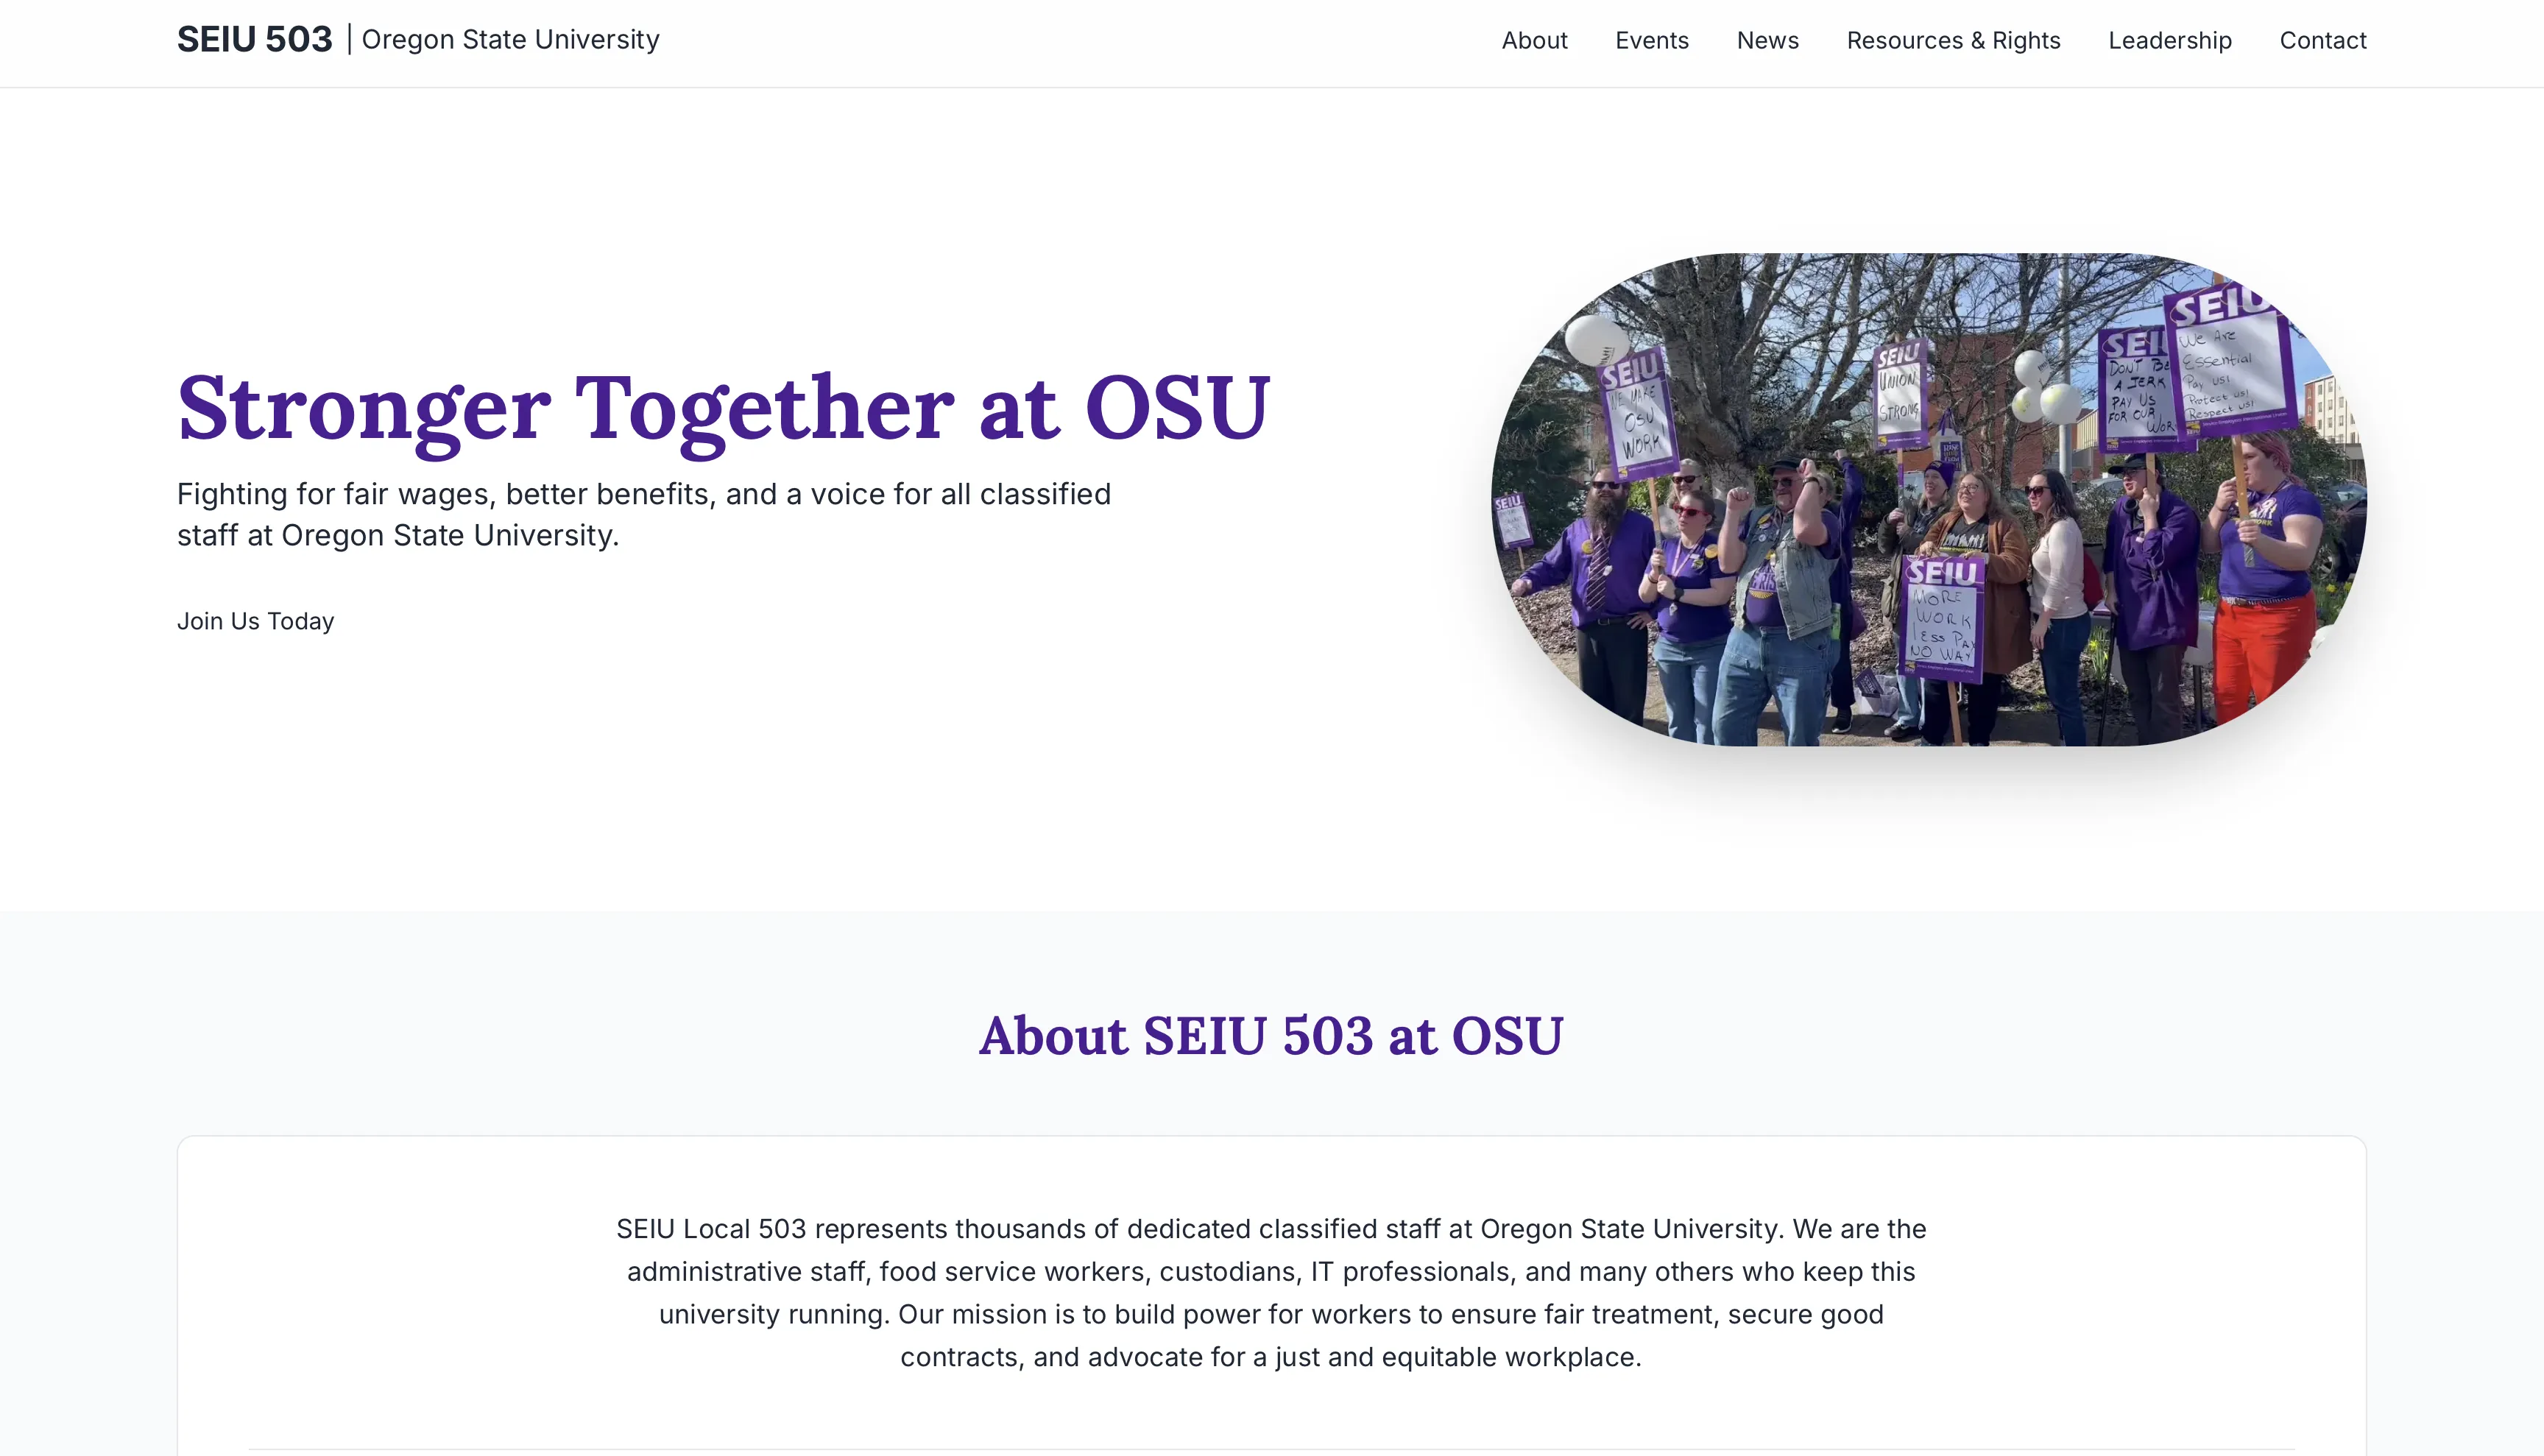 SEIU 503 | Oregon State University
About Events News Resources & Rights Leadership Contact
Stronger Together at OSU
Fighting for fair wages, better benefits, and a voice for all classified
staff at Oregon State University.
Join Us Today
SEIU
WE MAKE
OSU
WORK
SEIU
UNION
STRONG
SEIU
DON'T BE
A JERK
PAY US
FOR OUR
WORK
SEIU
We Are
Essential
Pay us!
Protect us!
Respect us!
SEIU
SEIU
MORE
WORK
less Pay
NO WAY
About SEIU 503 at OSU
SEIU Local 503 represents thousands of dedicated classified staff at Oregon State University. We are the
administrative staff, food service workers, custodians, IT professionals, and many others who keep this
university running. Our mission is to build power for workers to ensure fair treatment, secure good
contracts, and advocate for a just and equitable workplace.